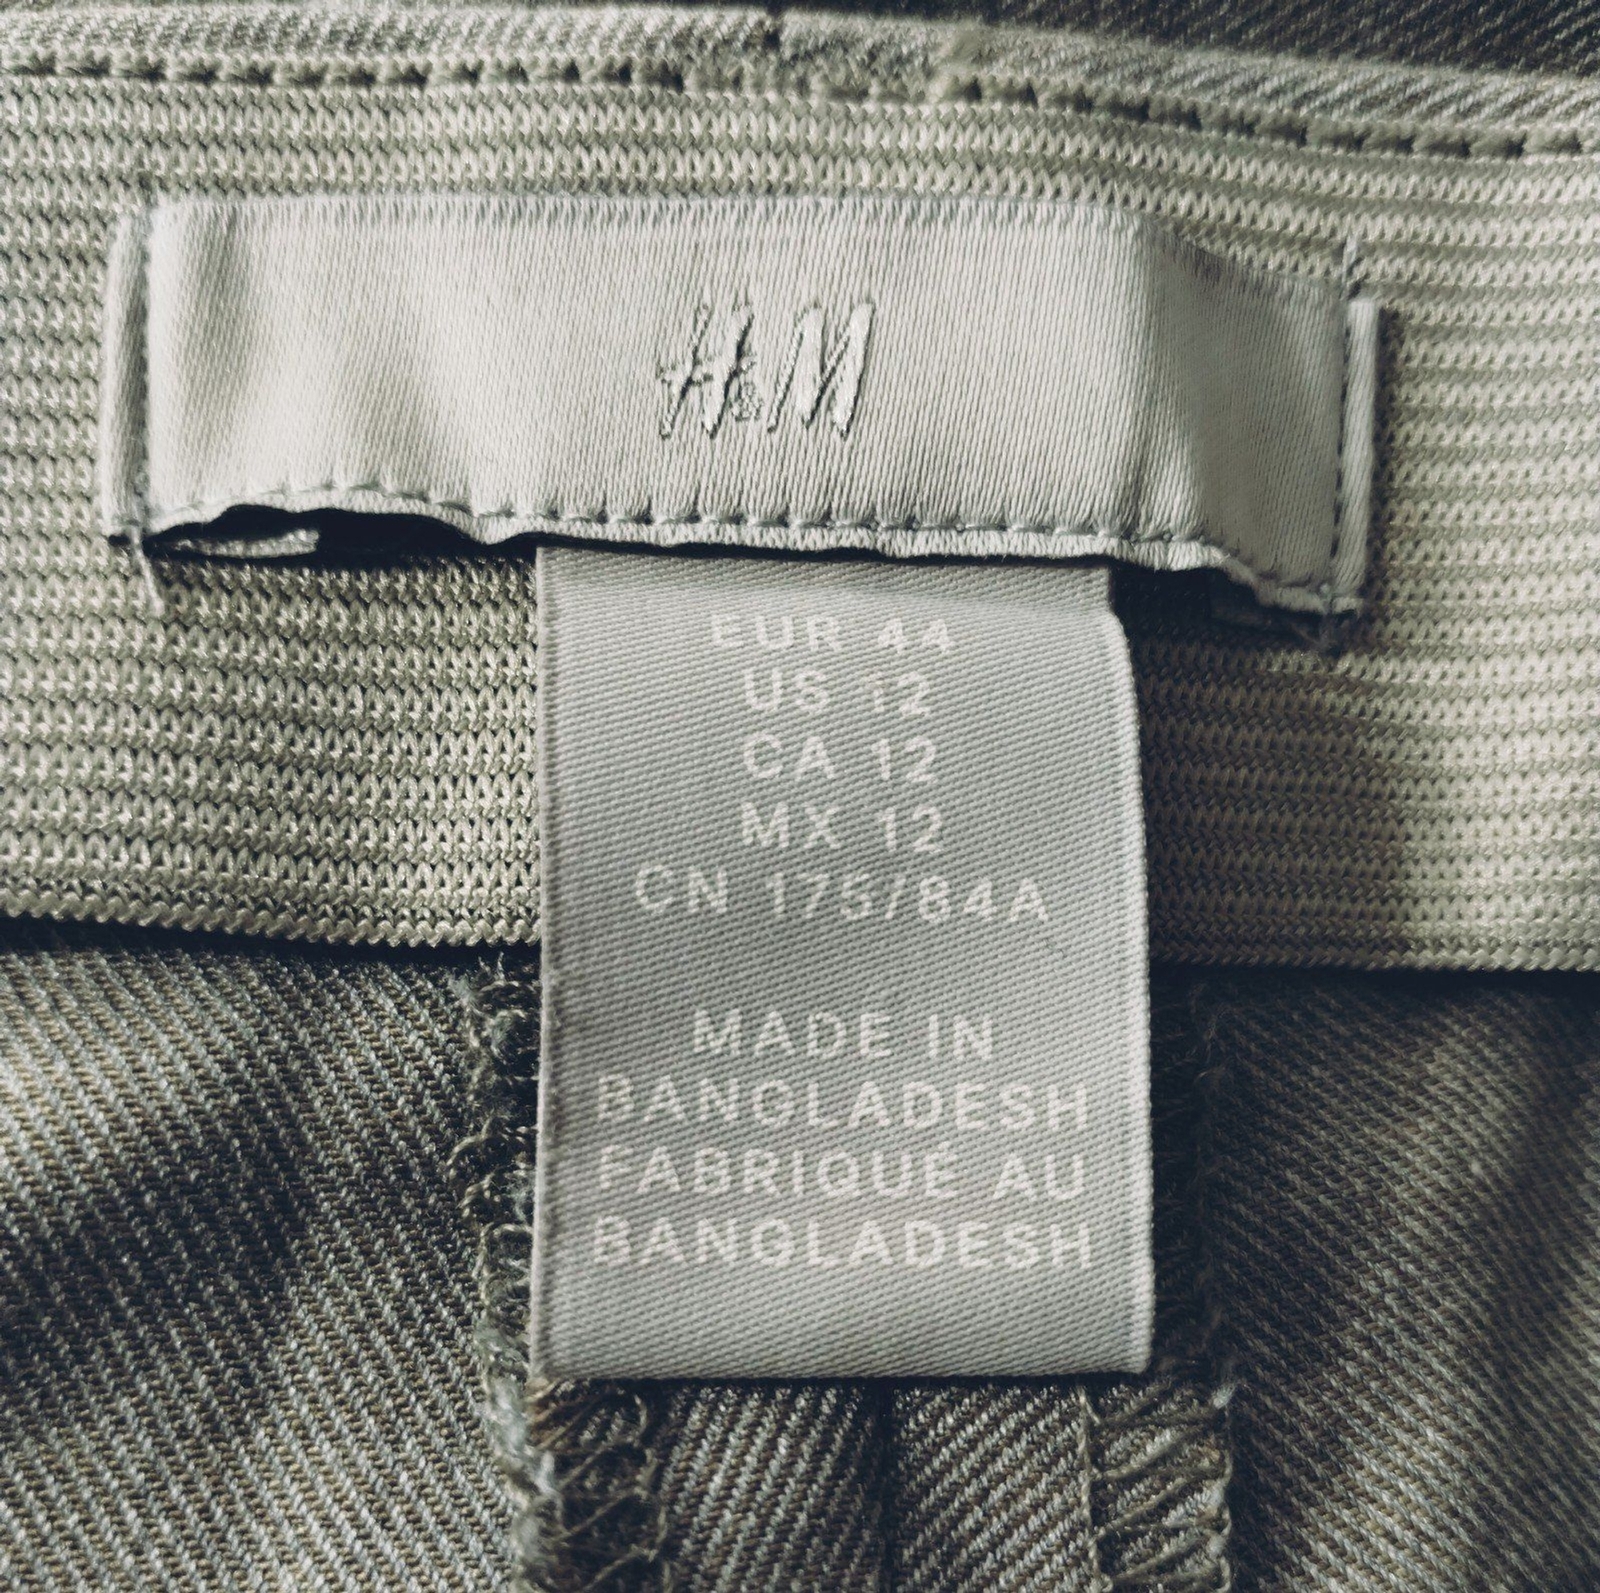 H&M
EUR 44
US 12
CA 12
MX 12
CN 175/84A
MADE IN
BANGLADESH
FABRIQUÉ AU
BANGLADESH